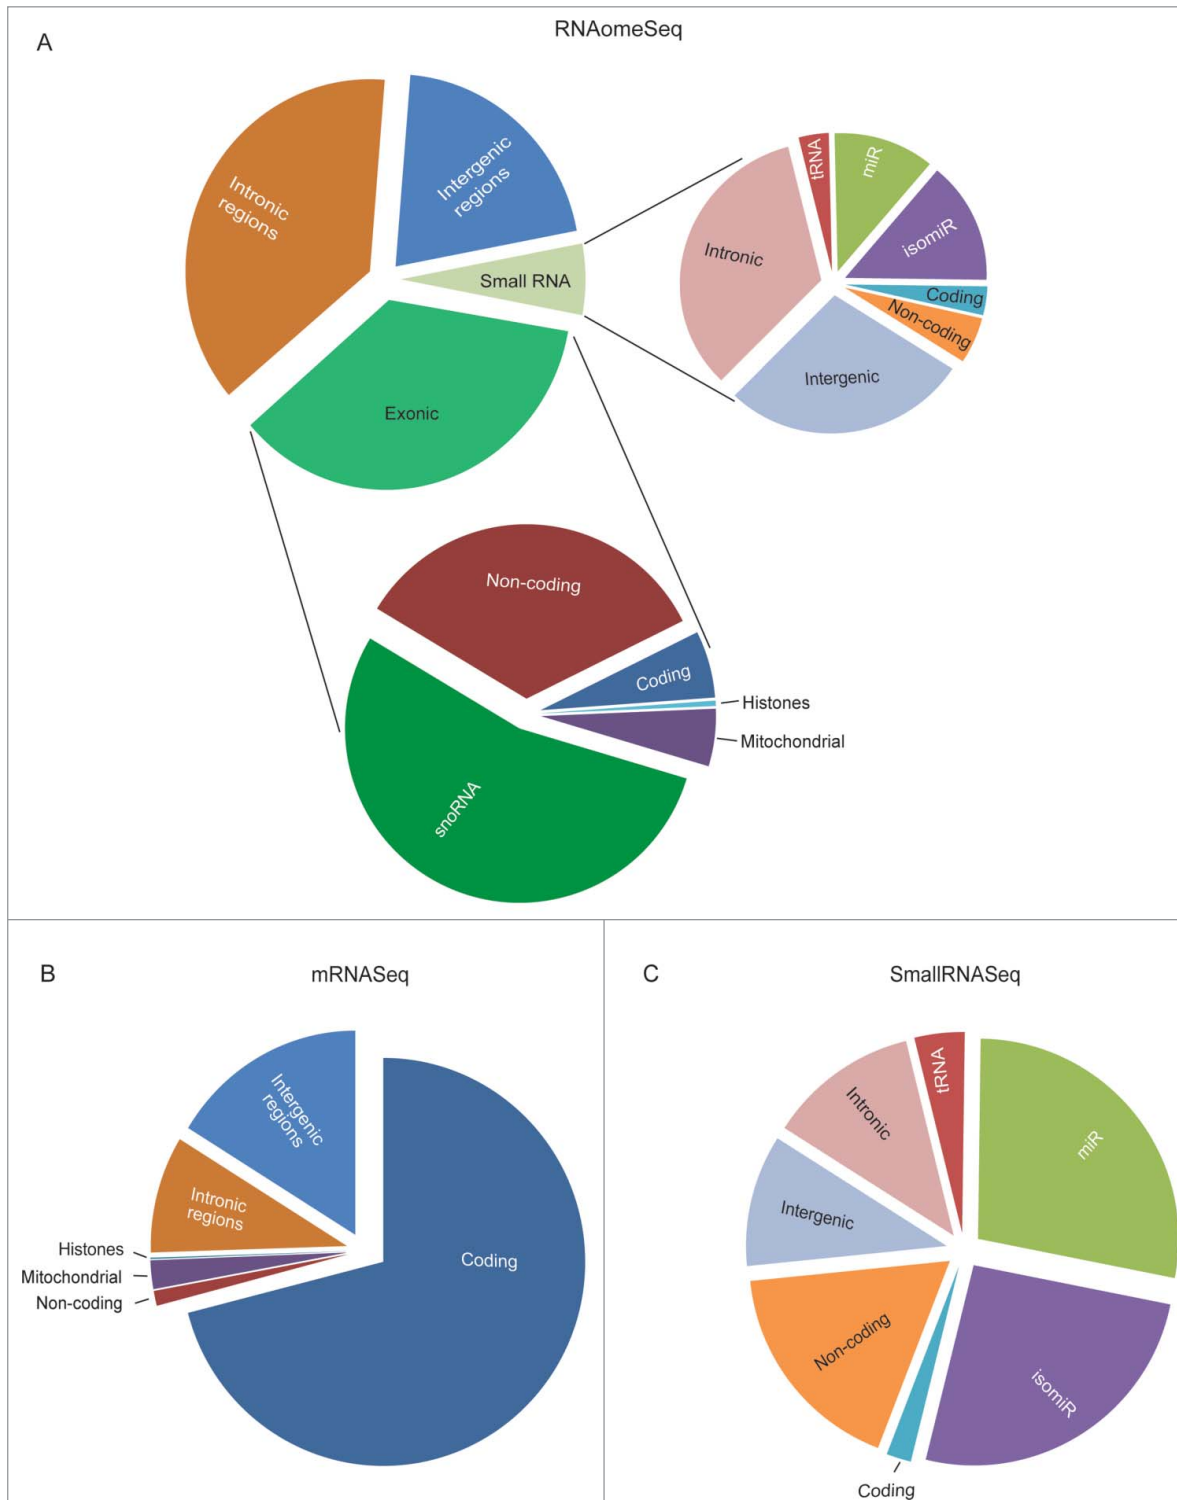 A
RNAomeSeq
Intronic
regions
Intergenic
regions
Small RNA
Exonic
tRNA
miR
isomiR
Coding
Non-coding
Intergenic
Intronic
Non-coding
Coding
Histones
Mitochondrial
snoRNA
B
mRNASeq
Intergenic
regions
Intronic
regions
Histones
Mitochondrial
Non-coding
Coding
C
SmallRNASeq
tRNA
miR
Intronic
Intergenic
Non-coding
isomiR
Coding